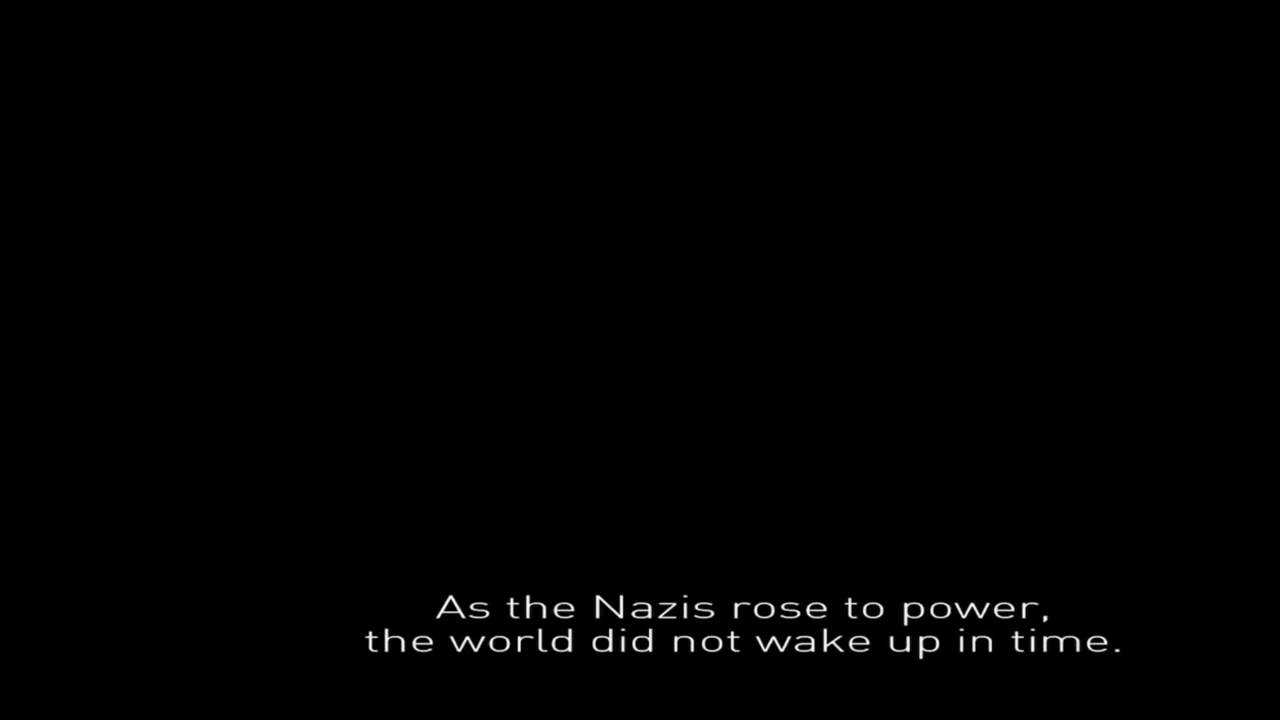 As the Nazis rose to power,
the world did not wake up in time.